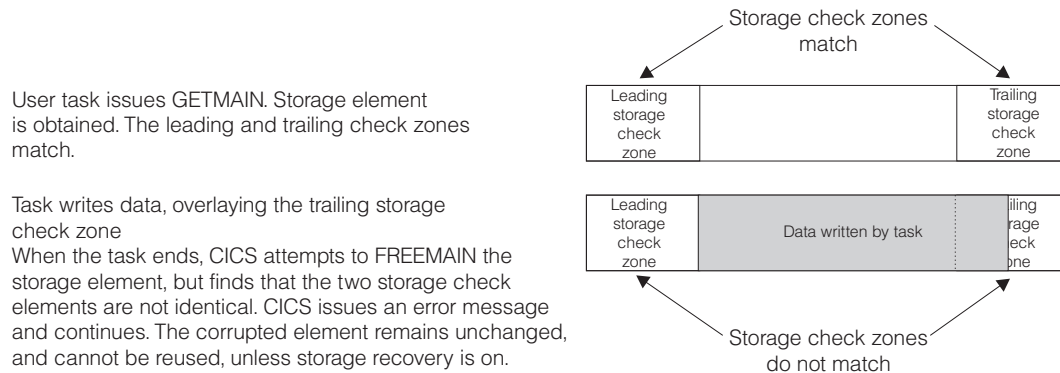 Storage check zones
match
User task issues GETMAIN. Storage element
is obtained. The leading and trailing check zones
match.
Leading
storage
check
zone
Trailing
storage
check
zone
Task writes data, overlaying the trailing storage
check zone
When the task ends, CICS attempts to FREEMAIN the
storage element, but finds that the two storage check
elements are not identical. CICS issues an error message
and continues. The corrupted element remains unchanged,
and cannot be reused, unless storage recovery is on.
Leading
storage
check
zone
Data written by task
Storage check zones
do not match